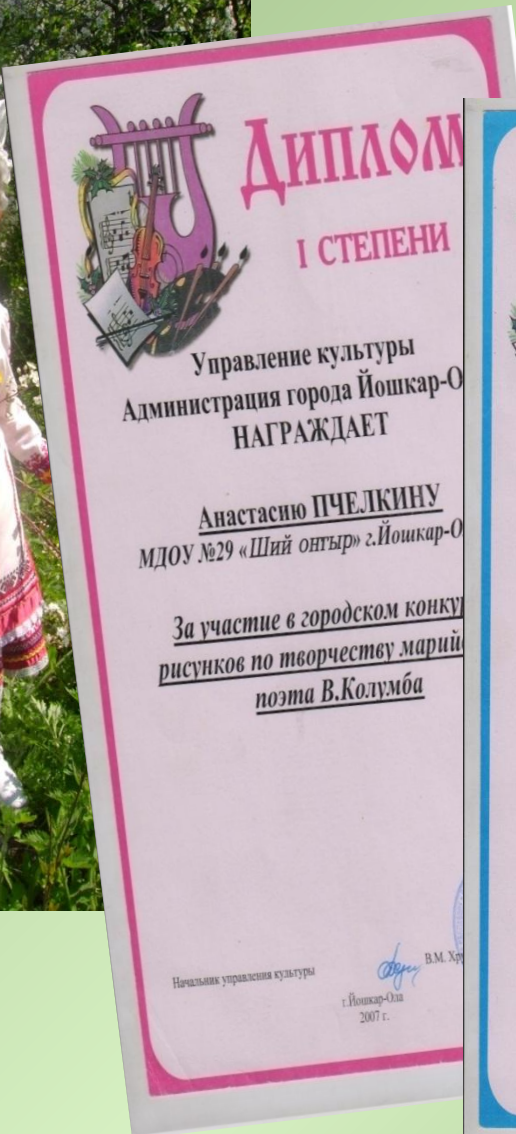 ДИПЛОМ
I СТЕПЕНИ
Управление культуры
Администрация города Йошкар-О
НАГРАЖДАЕТ
Анастасию ПЧЕЛКИНУ
МДОУ №29 «Ший онгыр» г.Йошкар-О
За участие в городском конку
рисунков по творчеству марий
поэта В.Колумба
Начальник управления культуры
В.М. Хр
г.Йошкар-Ола
2007 г.